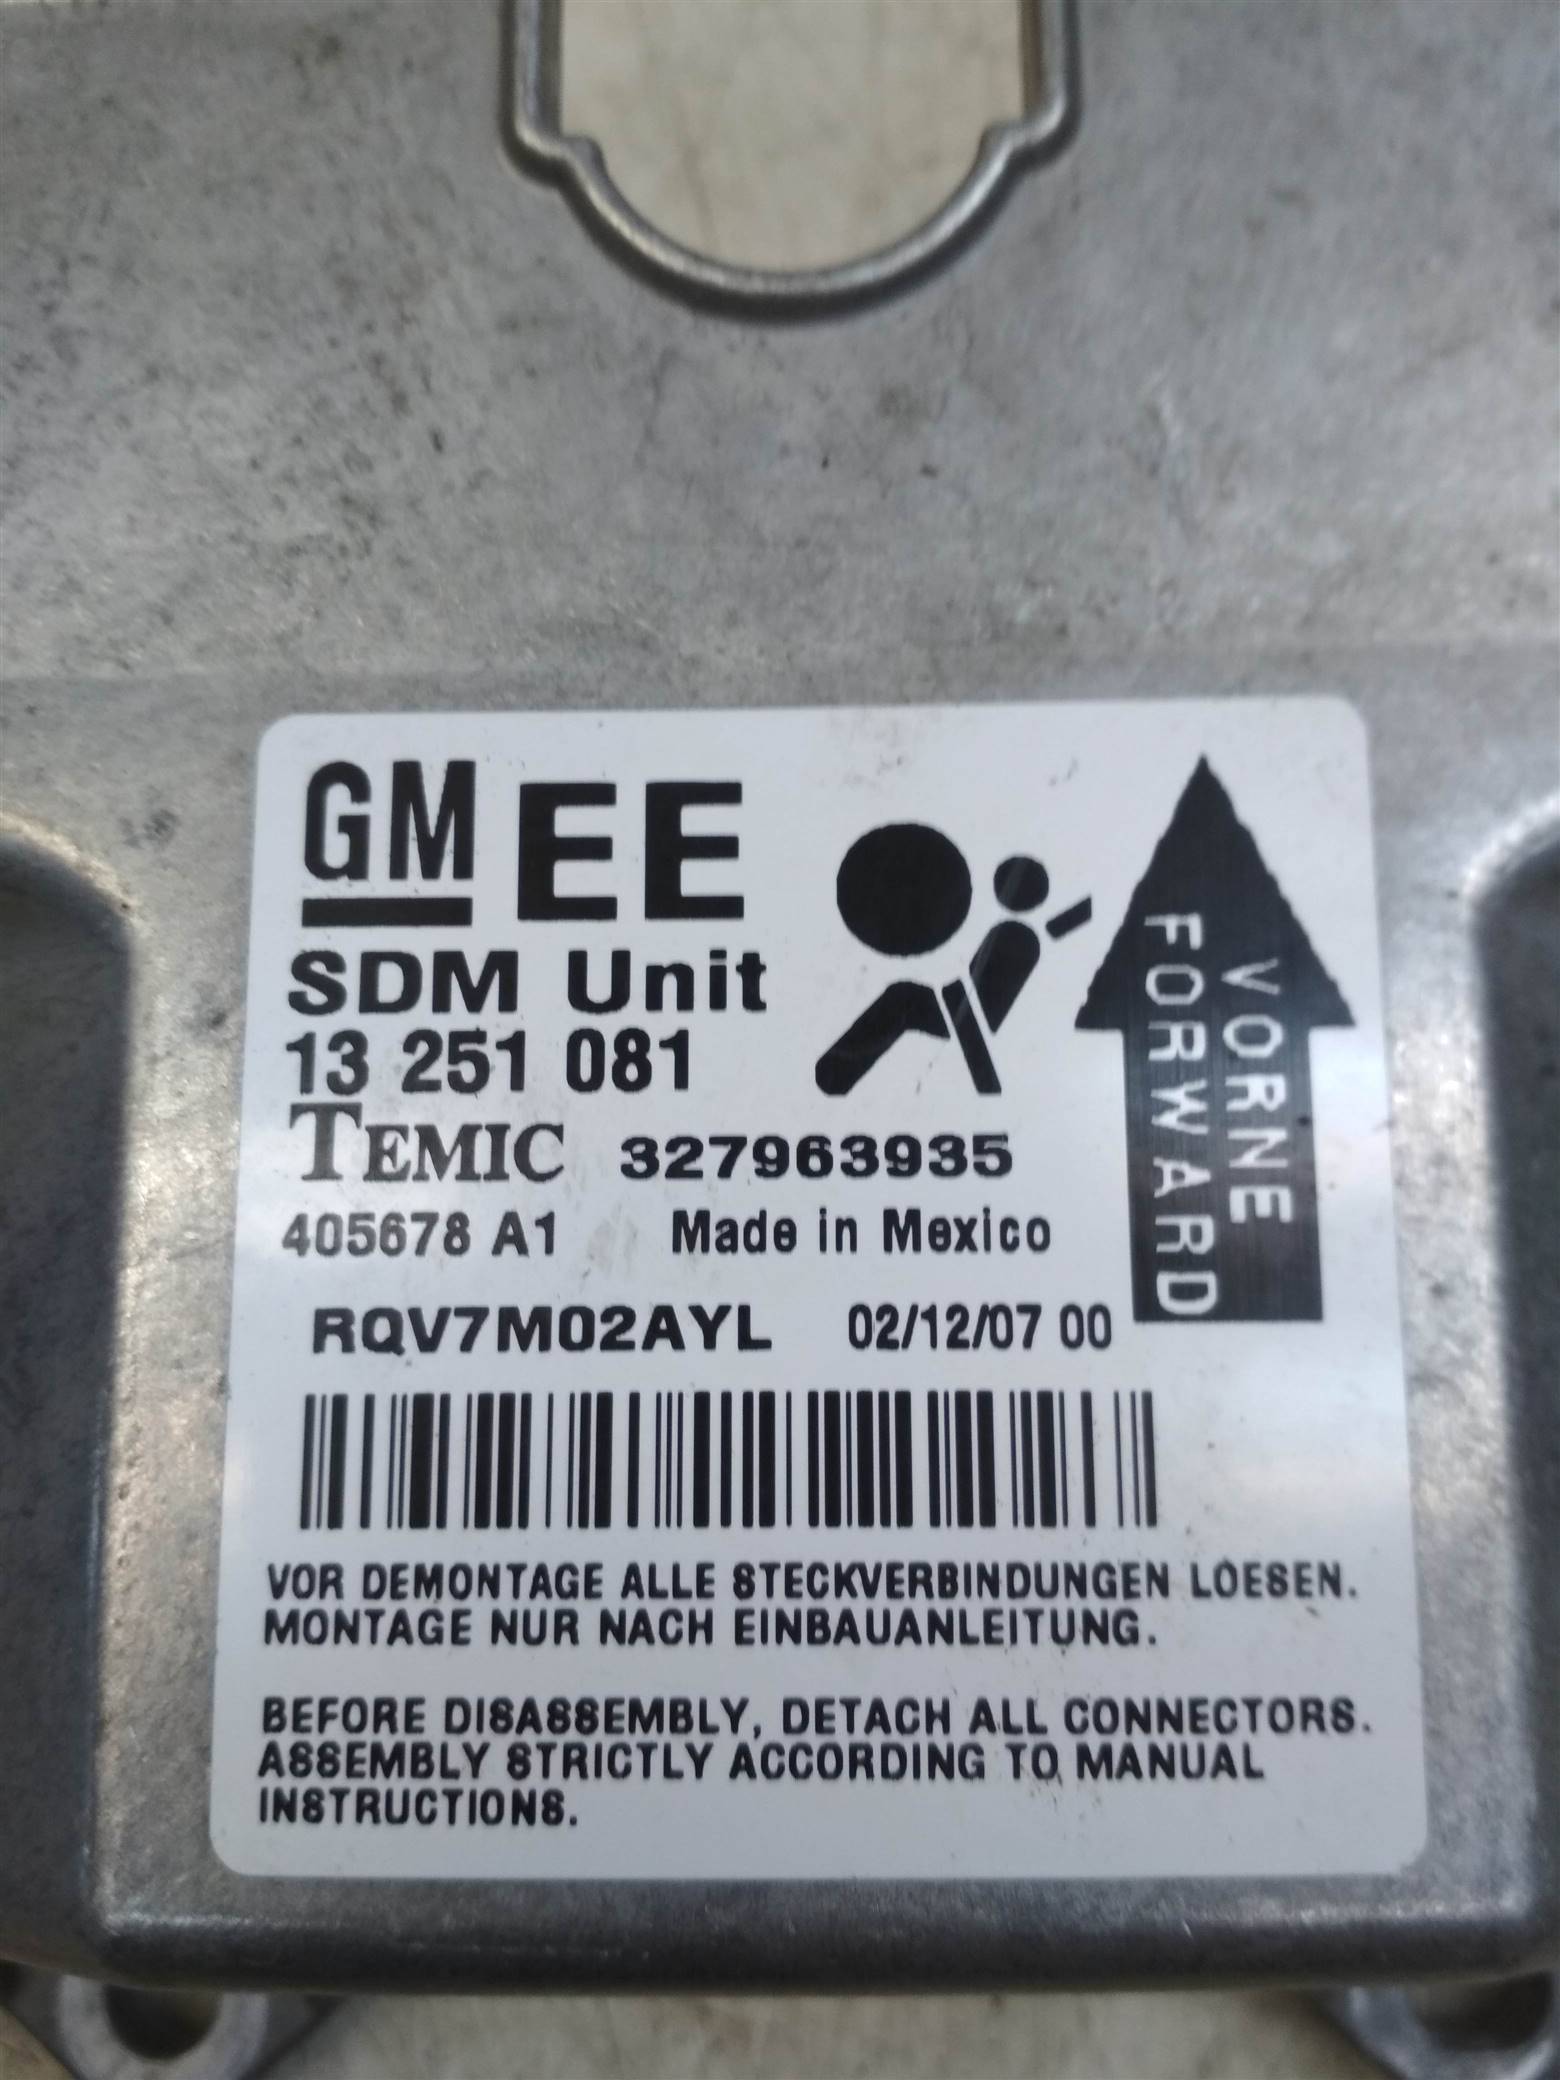 GM EE
SDM Unit
13 251 081
TEMIC 327963935
405678 A1 Made in Mexico
RQV7M02AYL 02/12/07 00
VORNE
FORWARD
VOR DEMONTAGE ALLE STECKVERBINDUNGEN LOESEN.
MONTAGE NUR NACH EINBAUANLEITUNG.
BEFORE DISASSEMBLY, DETACH ALL CONNECTORS.
ASSEMBLY STRICTLY ACCORDING TO MANUAL
INSTRUCTIONS.